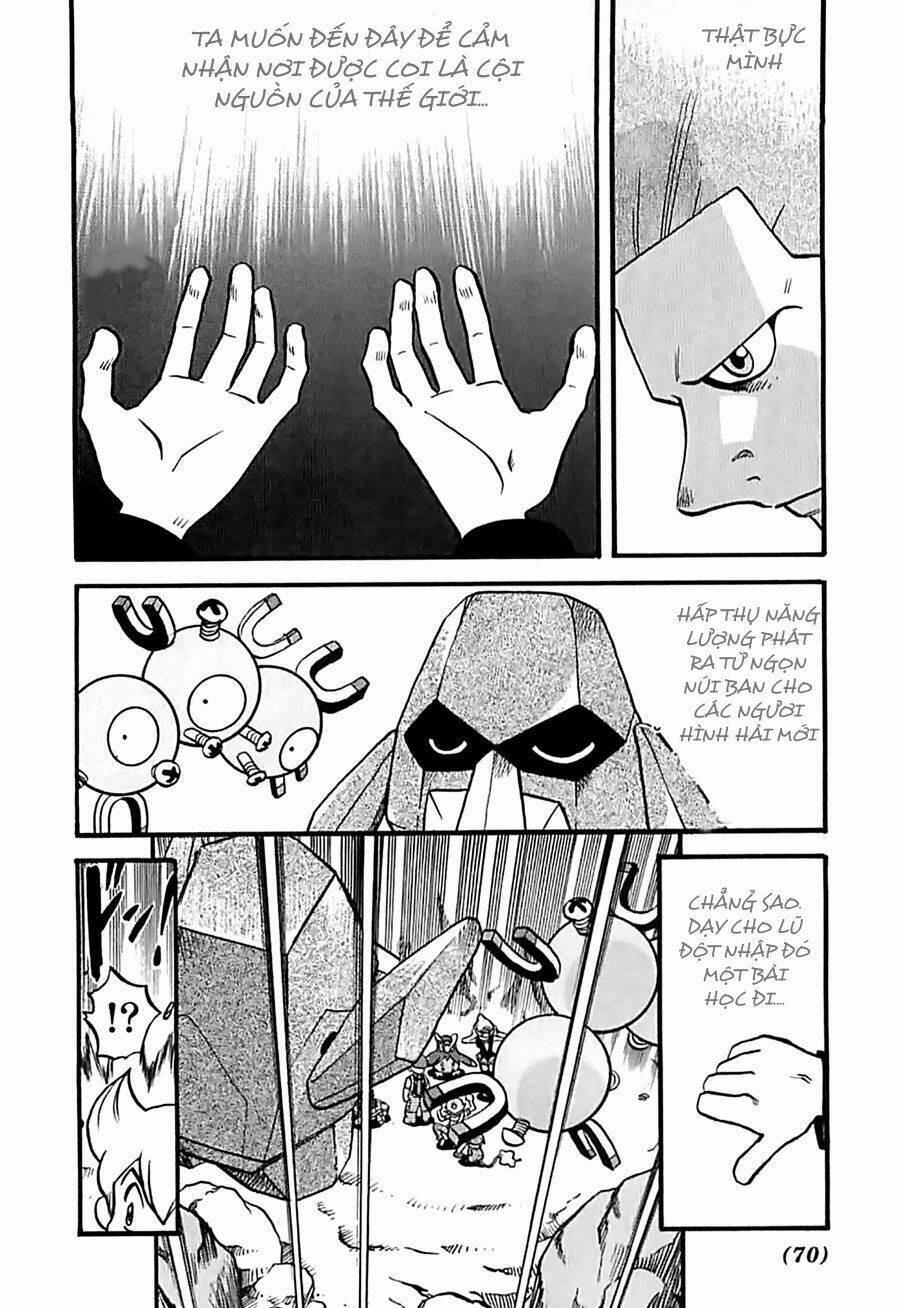 THẬT BỰC
MÌNH
TA MUỐN ĐẾN ĐÂY ĐỂ CẢM
NHẬN NƠI ĐƯỢC COI LÀ CỘI
NGUỒN CỦA THẾ GIỚI...
HẤP THỤ NĂNG
LƯỢNG PHÁT
RA TỪ NGỌN
NÚI BAN CHO
CÁC NGƯƠI
HÌNH HÀI MỚI
CHẲNG SAO.
DẠY CHO LŨ
ĐỘT NHẬP ĐÓ
MỘT BÀI
HỌC ĐI...
!?
(70)